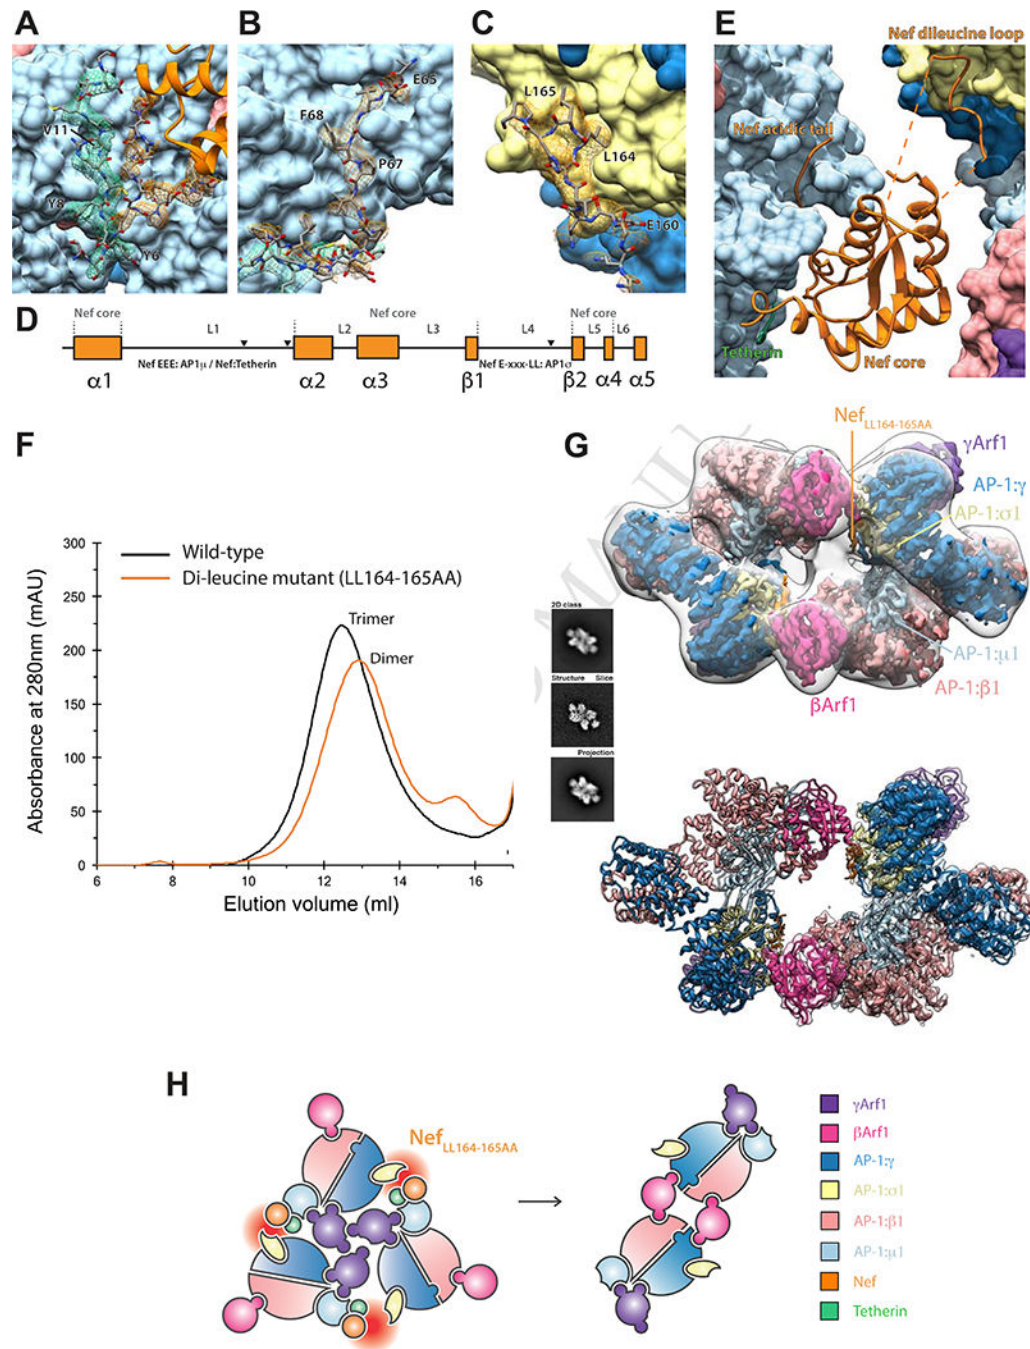 A
V11
Y8
Y6
B
E65
F68
P67
C
L165
L164
E160
E
Nef dileucine loop
Nef acidic tail
Tetherin
Nef core
D
Nef core
Nef core
Nef core
L1
L2
L3
L4
L5
L6
Nef EEE: AP1μ / Nef:Tetherin
Nef E-xxx-LL: AP1σ
α1
α2
α3
β1
β2
α4
α5
F
Absorbance at 280nm (mAU)
300
250
200
150
100
50
0
Wild-type
Di-leucine mutant (LL164-165AA)
Trimer
Dimer
6 8 10 12 14 16
Elution volume (ml)
G
Nef LL164-165AA
γArf1
AP-1:γ
AP-1:σ1
AP-1:μ1
AP-1:β1
βArf1
2D class
Structure Slice
Projection
H
Nef LL164-165AA
γArf1
βArf1
AP-1:γ
AP-1:σ1
AP-1:β1
AP-1:μ1
Nef
Tetherin